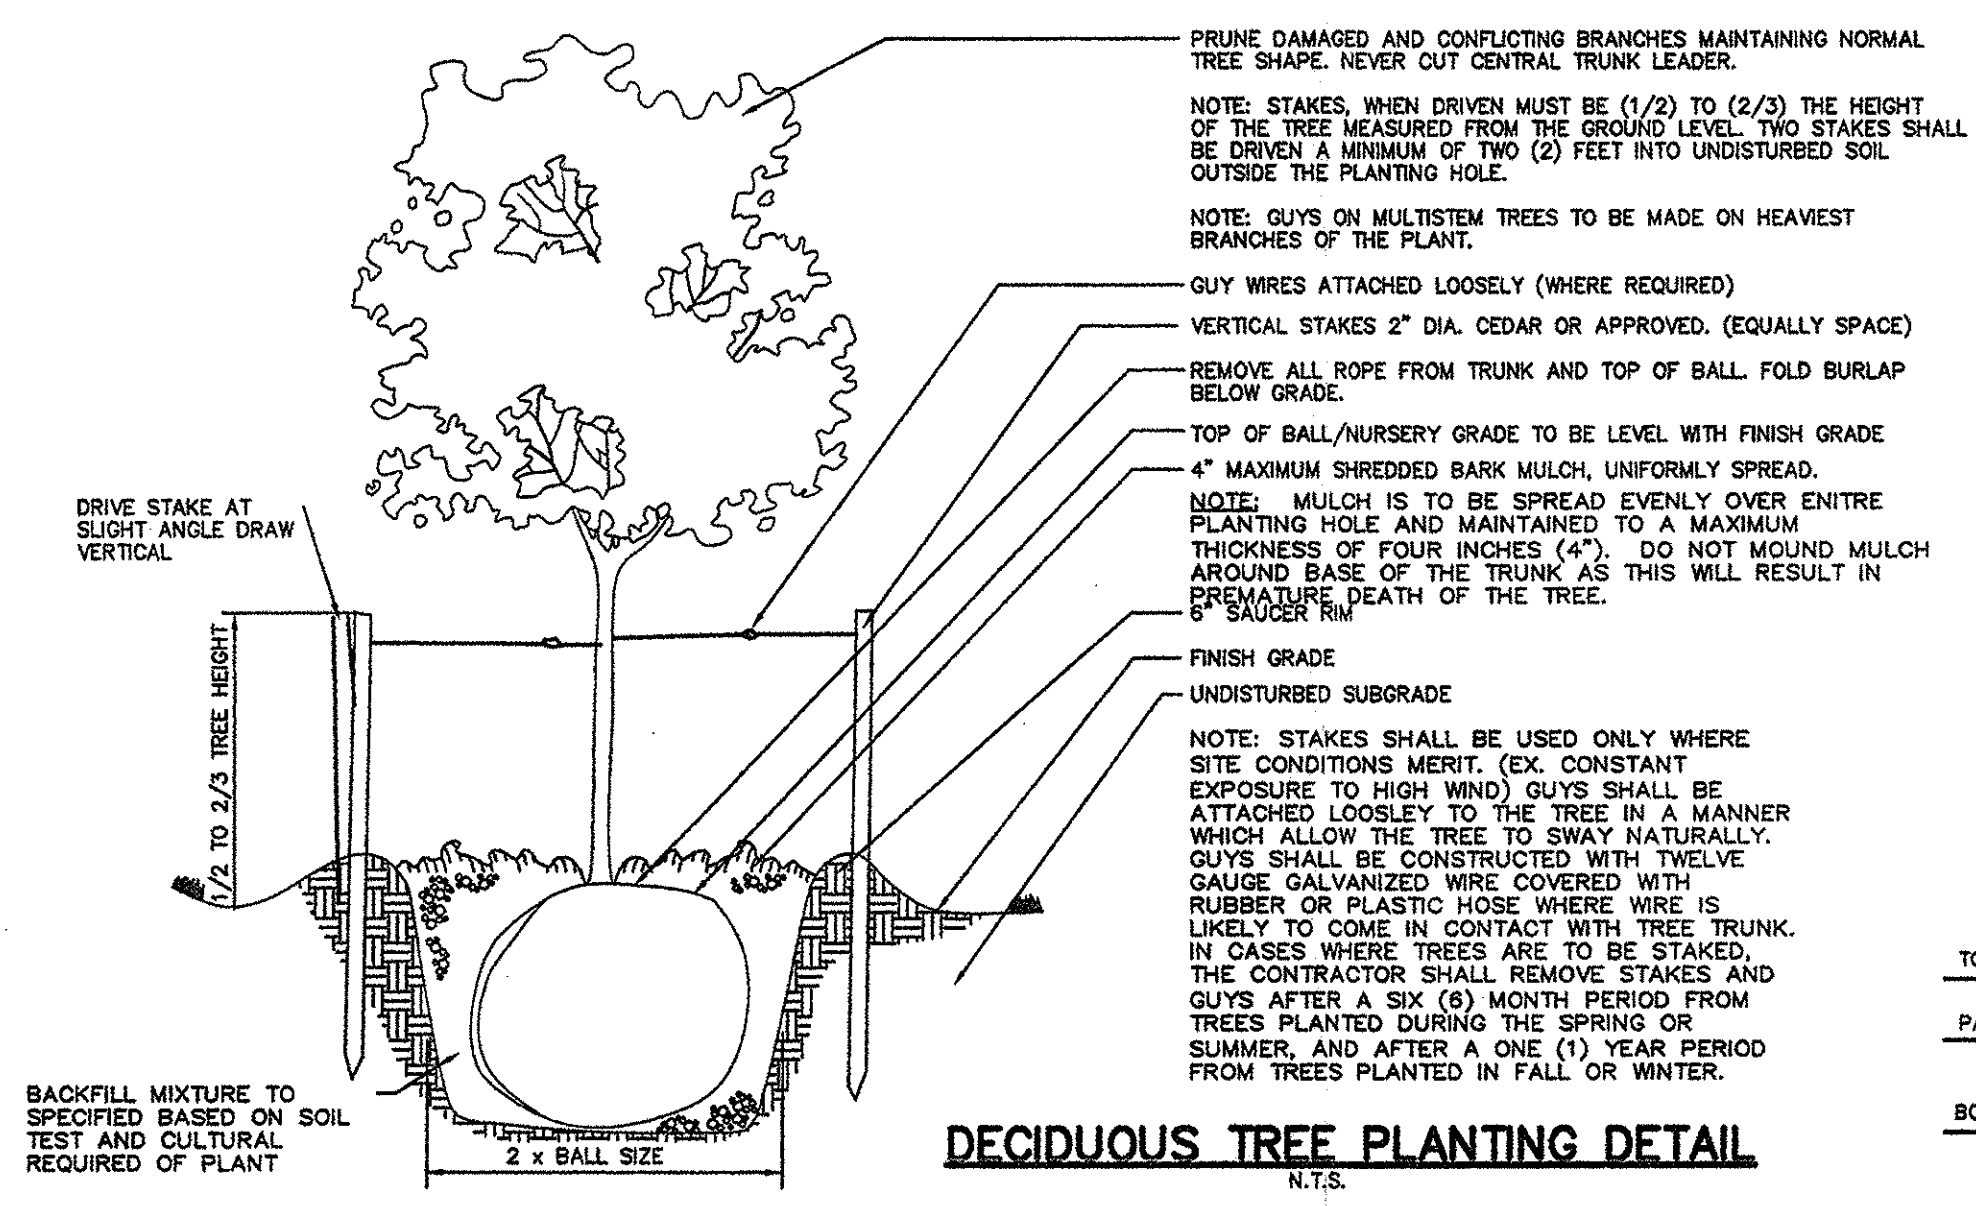 PRUNE DAMAGED AND CONFLICTING BRANCHES MAINTAINING NORMAL
TREE SHAPE. NEVER CUT CENTRAL TRUNK LEADER.
NOTE: STAKES, WHEN DRIVEN MUST BE (1/2) TO (2/3) THE HEIGHT
OF THE TREE MEASURED FROM THE GROUND LEVEL. TWO STAKES SHALL
BE DRIVEN A MINIMUM OF TWO (2) FEET INTO UNDISTURBED SOIL
OUTSIDE THE PLANTING HOLE.
NOTE: GUYS ON MULTISTEM TREES TO BE MADE ON HEAVIEST
BRANCHES OF THE PLANT.
GUY WIRES ATTACHED LOOSELY (WHERE REQUIRED)
VERTICAL STAKES 2" DIA. CEDAR OR APPROVED. (EQUALLY SPACE)
REMOVE ALL ROPE FROM TRUNK AND TOP OF BALL. FOLD BURLAP
BELOW GRADE.
TOP OF BALL/NURSERY GRADE TO BE LEVEL WITH FINISH GRADE
4" MAXIMUM SHREDDED BARK MULCH, UNIFORMLY SPREAD.
NOTE: MULCH IS TO BE SPREAD EVENLY OVER ENITRE
PLANTING HOLE AND MAINTAINED TO A MAXIMUM
THICKNESS OF FOUR INCHES (4"). DO NOT MOUND MULCH
AROUND BASE OF THE TRUNK AS THIS WILL RESULT IN
PREMATURE DEATH OF THE TREE.
6" SAUCER RIM
FINISH GRADE
UNDISTURBED SUBGRADE
NOTE: STAKES SHALL BE USED ONLY WHERE
SITE CONDITIONS MERIT. (EX. CONSTANT
EXPOSURE TO HIGH WIND) GUYS SHALL BE
ATTACHED LOOSLEY TO THE TREE IN A MANNER
WHICH ALLOW THE TREE TO SWAY NATURALLY.
GUYS SHALL BE CONSTRUCTED WITH TWELVE
GAUGE GALVANIZED WIRE COVERED WITH
RUBBER OR PLASTIC HOSE WHERE WIRE IS
LIKELY TO COME IN CONTACT WITH TREE TRUNK.
IN CASES WHERE TREES ARE TO BE STAKED,
THE CONTRACTOR SHALL REMOVE STAKES AND
GUYS AFTER A SIX (6) MONTH PERIOD FROM
TREES PLANTED DURING THE SPRING OR
SUMMER, AND AFTER A ONE (1) YEAR PERIOD
FROM TREES PLANTED IN FALL OR WINTER.
DRIVE STAKE AT
SLIGHT ANGLE DRAW
VERTICAL
1/2 TO 2/3 TREE HEIGHT
BACKFILL MIXTURE TO
SPECIFIED BASED ON SOIL
TEST AND CULTURAL
REQUIRED OF PLANT
2 x BALL SIZE
DECIDUOUS TREE PLANTING DETAIL
N.T.S.